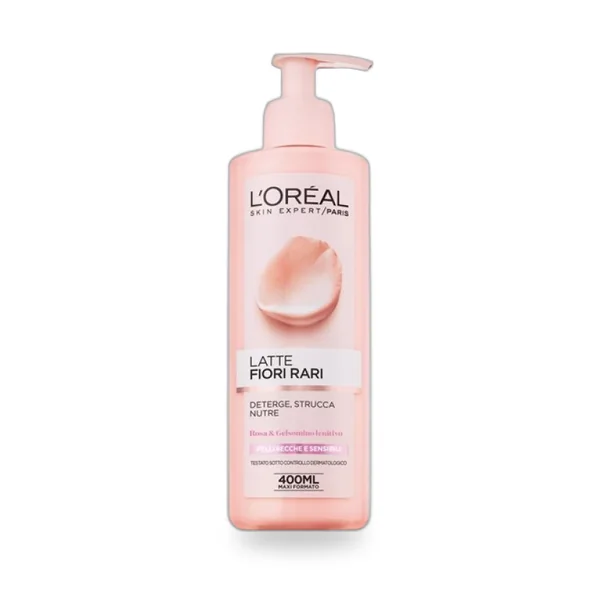 L'ORÉAL
SKIN EXPERT/PARIS
LATTE
FIORI RARI
DETERGE, STRUCCA
NUTRE
Rosa & Gelsomino lenitivo
PELLI SECCHE E SENSIBILI
TESTATO SOTTO CONTROLLO DERMATOLOGICO
400ML
MAXI FORMATO